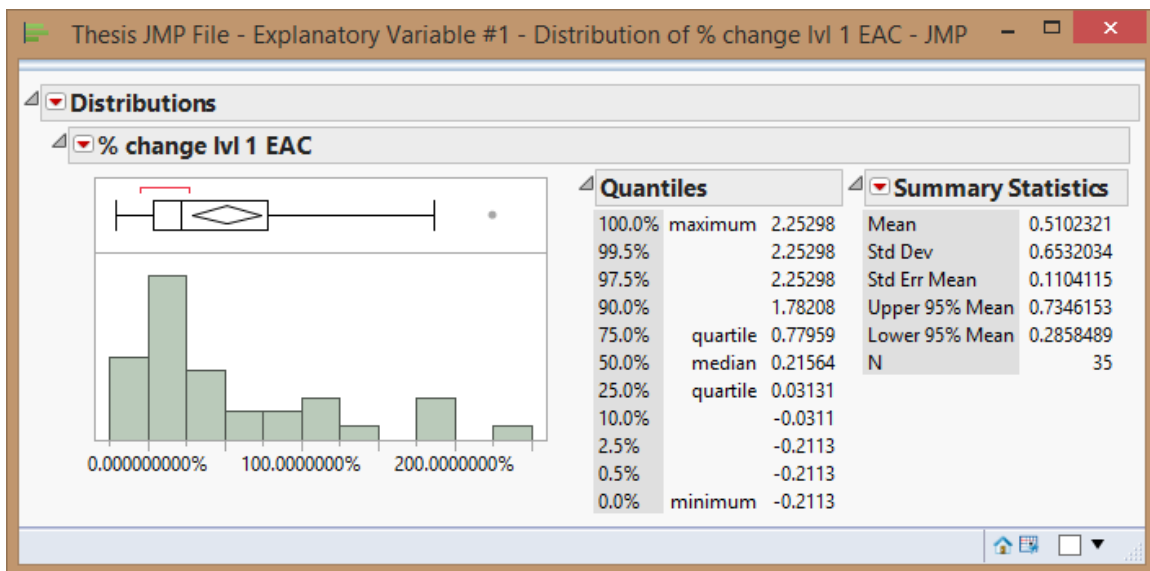 Thesis JMP File - Explanatory Variable #1 - Distribution of % change lvl 1 EAC - JMP
Distributions
% change lvl 1 EAC
0.000000000% 100.0000000% 200.0000000%
Quantiles
100.0% maximum 2.25298
99.5% 2.25298
97.5% 2.25298
90.0% 1.78208
75.0% quartile 0.77959
50.0% median 0.21564
25.0% quartile 0.03131
10.0% -0.0311
2.5% -0.2113
0.5% -0.2113
0.0% minimum -0.2113
Summary Statistics
Mean 0.5102321
Std Dev 0.6532034
Std Err Mean 0.1104115
Upper 95% Mean 0.7346153
Lower 95% Mean 0.2858489
N 35